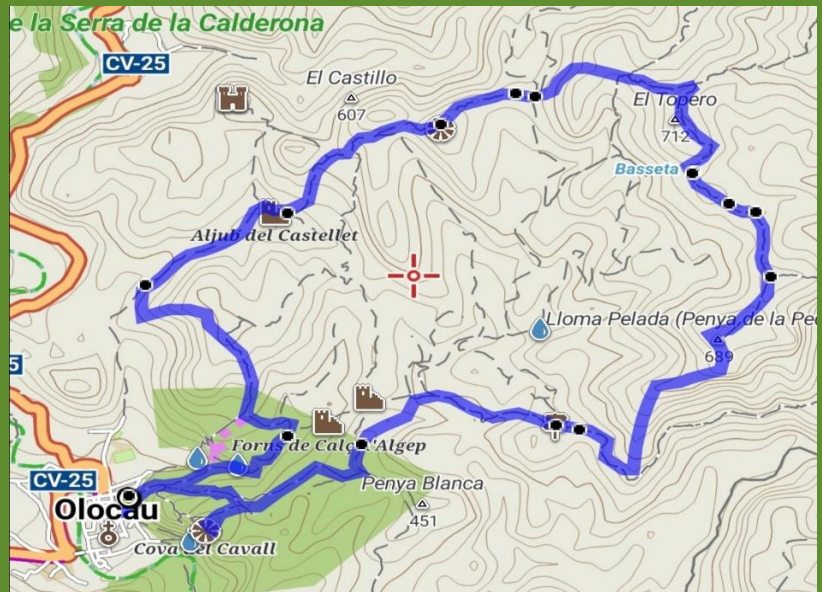 e la Serra de la Calderona
CV-25
El Castillo
607
El Topero
712
Basseta
Aljub del Castellet
Lloma Pelada (Penya de la Pe
689
5
Forns de Calç d'Algep
CV-25
Penya Blanca
Olocau
451
Cova del Cavall